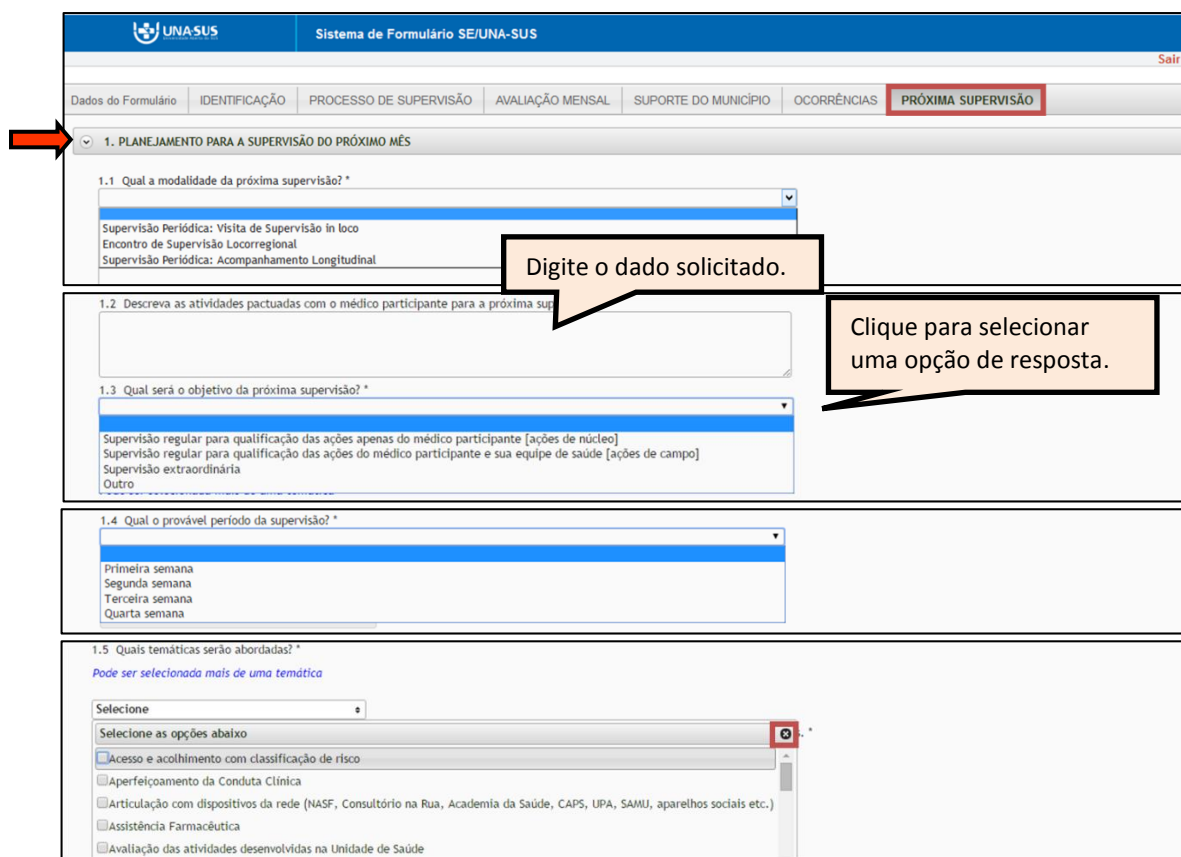 UNA-SUS
Sistema de Formulário SE/UNA-SUS
Sair
Dados do Formulário IDENTIFICAÇÃO PROCESSO DE SUPERVISÃO AVALIAÇÃO MENSAL SUPORTE DO MUNICÍPIO OCORRÊNCIAS PRÓXIMA SUPERVISÃO
1. PLANEJAMENTO PARA A SUPERVISÃO DO PRÓXIMO MÊS
1.1 Qual a modalidade da próxima supervisão? *
Supervisão Periódica: Visita de Supervisão in loco
Encontro de Supervisão Locorregional
Supervisão Periódica: Acompanhamento Longitudinal
Digite o dado solicitado.
1.2 Descreva as atividades pactuadas com o médico participante para a próxima sup
Clique para selecionar
uma opção de resposta.
1.3 Qual será o objetivo da próxima supervisão? *
Supervisão regular para qualificação das ações apenas do médico participante [ações de núcleo]
Supervisão regular para qualificação das ações do médico participante e sua equipe de saúde [ações de campo]
Supervisão extraordinária
Outro
1.4 Qual o provável período da supervisão? *
Primeira semana
Segunda semana
Terceira semana
Quarta semana
1.5 Quais temáticas serão abordadas? *
Pode ser selecionada mais de uma temática
Selecione
Selecione as opções abaixo
s. *
Acesso e acolhimento com classificação de risco
Aperfeiçoamento da Conduta Clínica
Articulação com dispositivos da rede (NASF, Consultório na Rua, Academia da Saúde, CAPS, UPA, SAMU, aparelhos sociais etc.)
Assistência Farmacêutica
Avaliação das atividades desenvolvidas na Unidade de Saúde